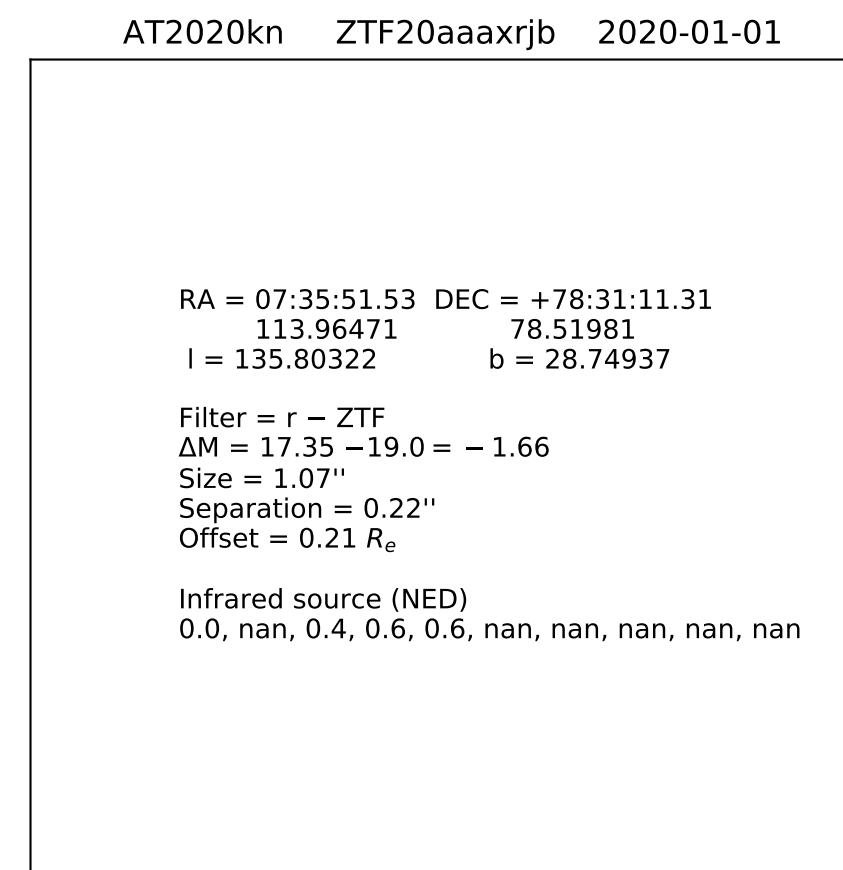 AT2020kn ZTF20aaaxrjb 2020-01-01
RA = 07:35:51.53 DEC = +78:31:11.31
113.96471 78.51981
l = 135.80322 b = 28.74937
Filter = r − ZTF
ΔM = 17.35 −19.0 = − 1.66
Size = 1.07''
Separation = 0.22''
Offset = 0.21 Re
Infrared source (NED)
0.0, nan, 0.4, 0.6, 0.6, nan, nan, nan, nan, nan